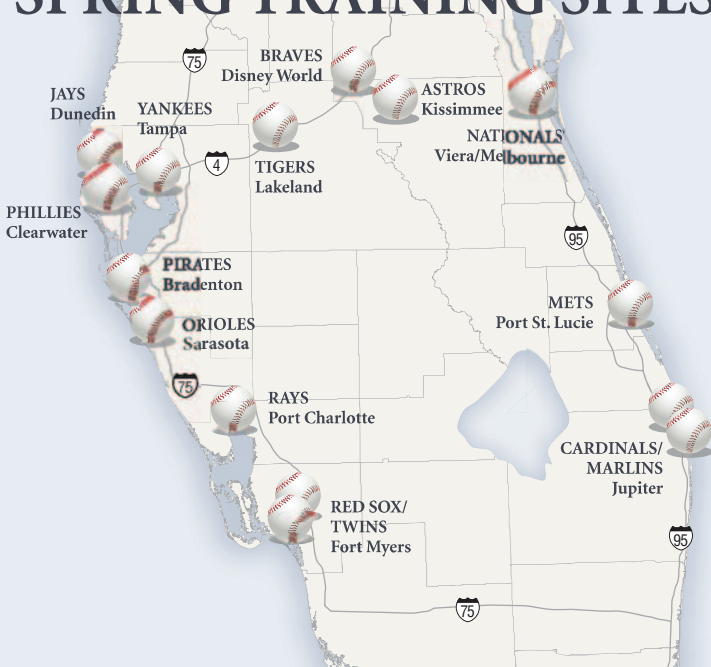 SPRING TRAINING SITES
75
BRAVES
Disney World
JAYS
Dunedin
YANKEES
Tampa
ASTROS
Kissimmee
NATIONALS
Viera/Melbourne
4
TIGERS
Lakeland
PHILLIES
Clearwater
95
PIRATES
Bradenton
METS
Port St. Lucie
ORIOLES
Sarasota
75
RAYS
Port Charlotte
CARDINALS/
MARLINS
Jupiter
RED SOX/
TWINS
Fort Myers
95
75